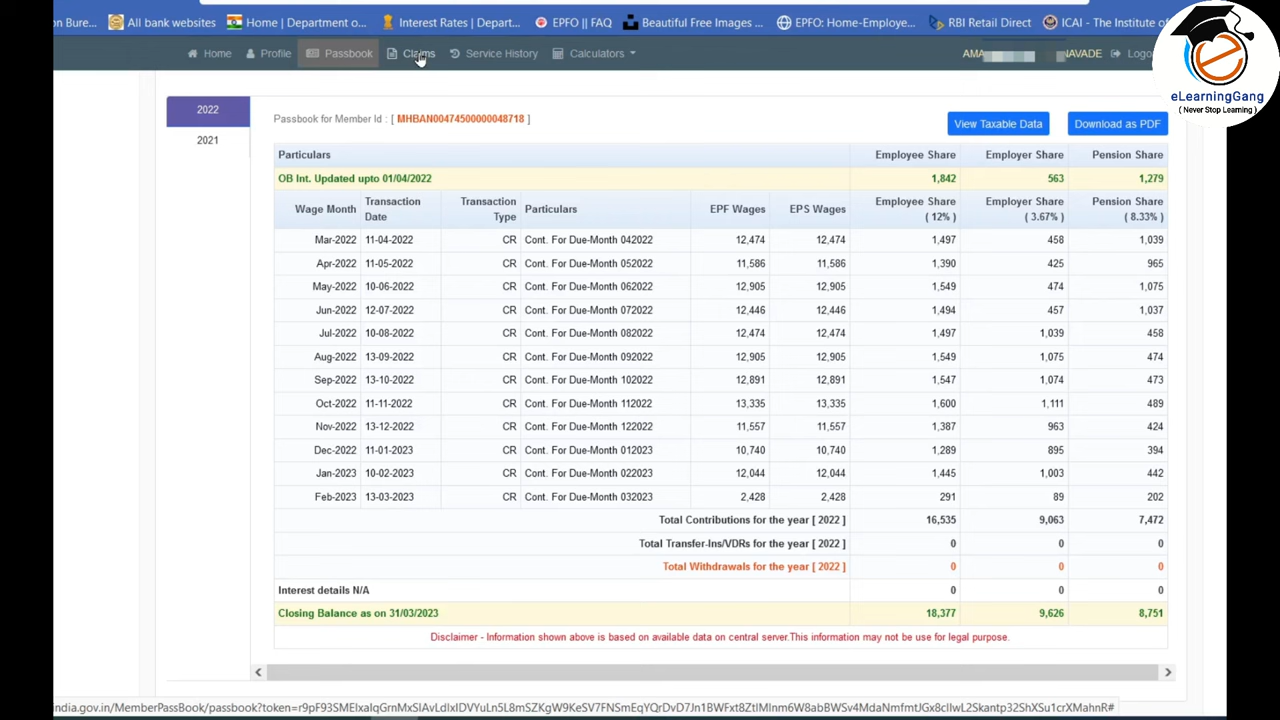 on Bure...
All bank websites
Home | Department o...
Interest Rates | Depart...
EPFO || FAQ
Beautiful Free Images ...
EPFO: Home-Employe...
RBI Retail Direct
ICAI - The Institute of
Home
Profile
Passbook
Claims
Service History
Calculators
AMA NAVADE
Logo
eLearningGang
( Never Stop Learning )
2022
2021
Passbook for Member Id : [ MHBAN00474500000048718 ]
View Taxable Data
Download as PDF
Particulars Employee Share Employer Share Pension Share
OB Int. Updated upto 01/04/2022 1,842 563 1,279
Wage Month Transaction Date Transaction Type Particulars EPF Wages EPS Wages Employee Share ( 12% ) Employer Share ( 3.67% ) Pension Share ( 8.33% )
Mar-2022 11-04-2022 CR Cont. For Due-Month 042022 12,474 12,474 1,497 458 1,039
Apr-2022 11-05-2022 CR Cont. For Due-Month 052022 11,586 11,586 1,390 425 965
May-2022 10-06-2022 CR Cont. For Due-Month 062022 12,905 12,905 1,549 474 1,075
Jun-2022 12-07-2022 CR Cont. For Due-Month 072022 12,446 12,446 1,494 457 1,037
Jul-2022 10-08-2022 CR Cont. For Due-Month 082022 12,474 12,474 1,497 1,039 458
Aug-2022 13-09-2022 CR Cont. For Due-Month 092022 12,905 12,905 1,549 1,075 474
Sep-2022 13-10-2022 CR Cont. For Due-Month 102022 12,891 12,891 1,547 1,074 473
Oct-2022 11-11-2022 CR Cont. For Due-Month 112022 13,335 13,335 1,600 1,111 489
Nov-2022 13-12-2022 CR Cont. For Due-Month 122022 11,557 11,557 1,387 963 424
Dec-2022 11-01-2023 CR Cont. For Due-Month 012023 10,740 10,740 1,289 895 394
Jan-2023 10-02-2023 CR Cont. For Due-Month 022023 12,044 12,044 1,445 1,003 442
Feb-2023 13-03-2023 CR Cont. For Due-Month 032023 2,428 2,428 291 89 202
Total Contributions for the year [ 2022 ] 16,535 9,063 7,472
Total Transfer-Ins/VDRs for the year [ 2022 ] 0 0 0
Total Withdrawals for the year [ 2022 ] 0 0 0
Interest details N/A 0 0 0
Closing Balance as on 31/03/2023 18,377 9,626 8,751
Disclaimer - Information shown above is based on available data on central server.This information may not be use for legal purpose.